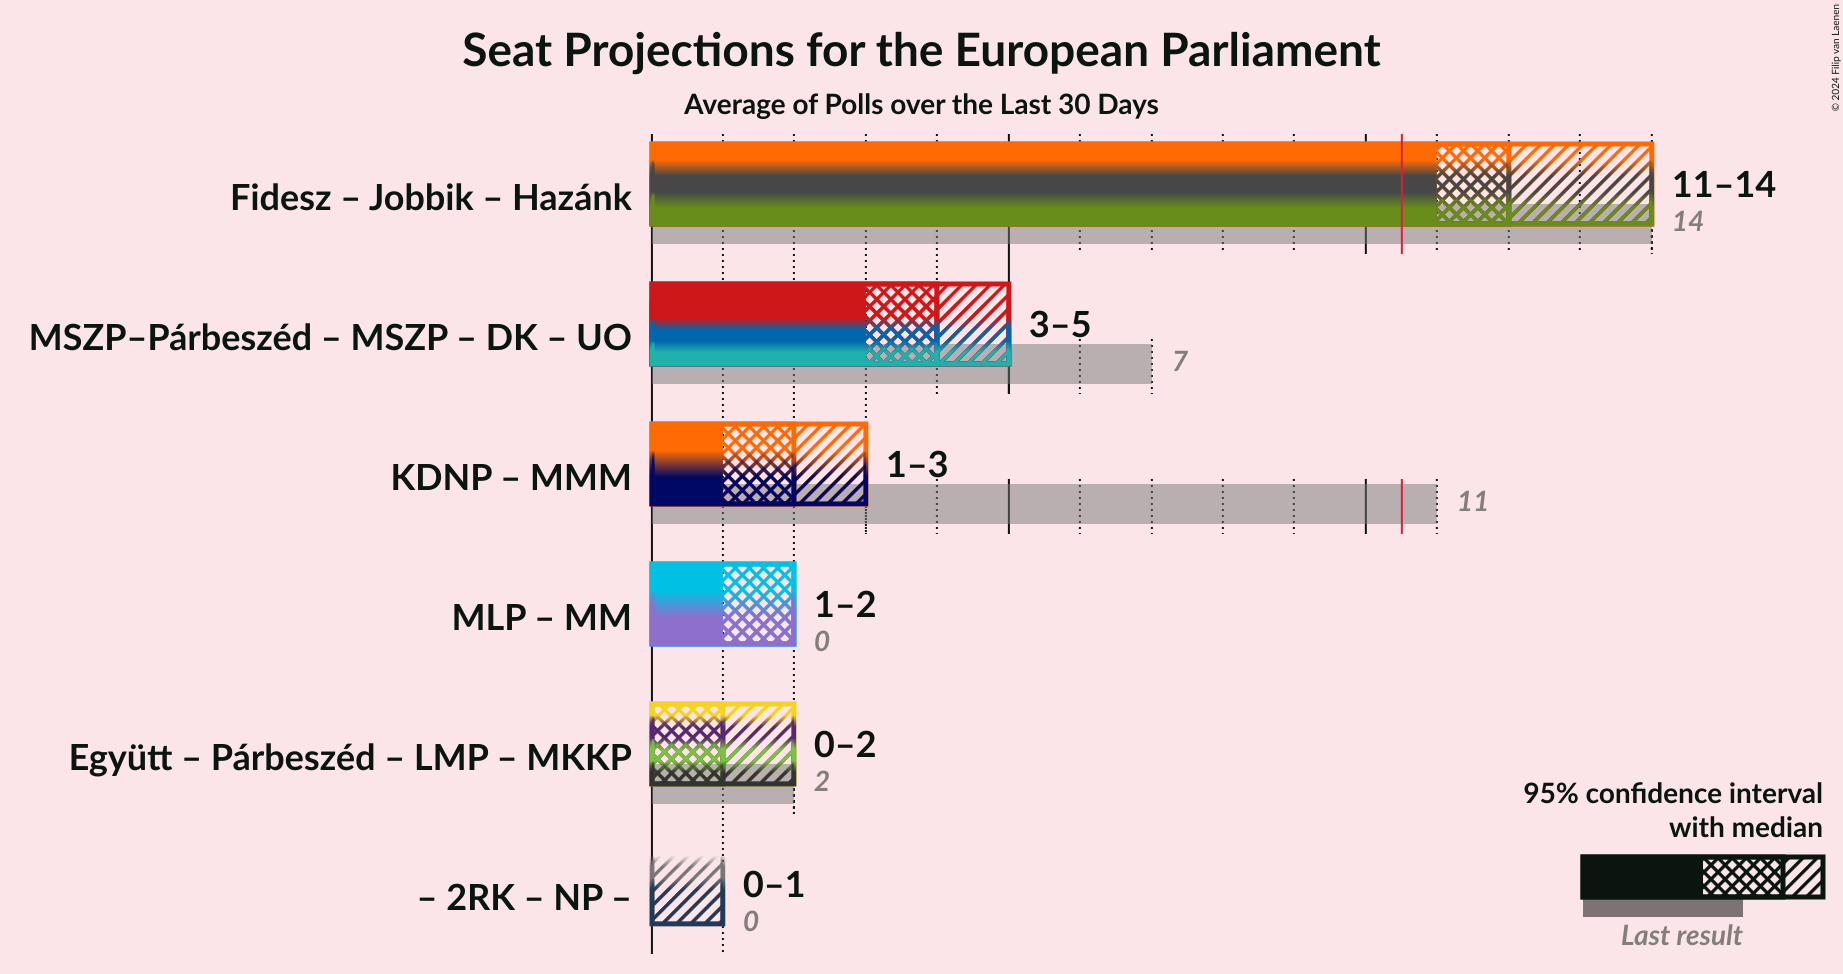 Seat Projections for the European Parliament
Average of Polls over the Last 30 Days
© 2024 Filip van Laenen
Fidesz – Jobbik – Hazánk
11–14
14
MSZP–Párbeszéd – MSZP – DK – UO
3–5
7
KDNP – MMM
1–3
11
MLP – MM
1–2
0
Együtt – Párbeszéd – LMP – MKKP
0–2
2
– 2RK – NP –
0–1
0
95% confidence interval
with median
Last result